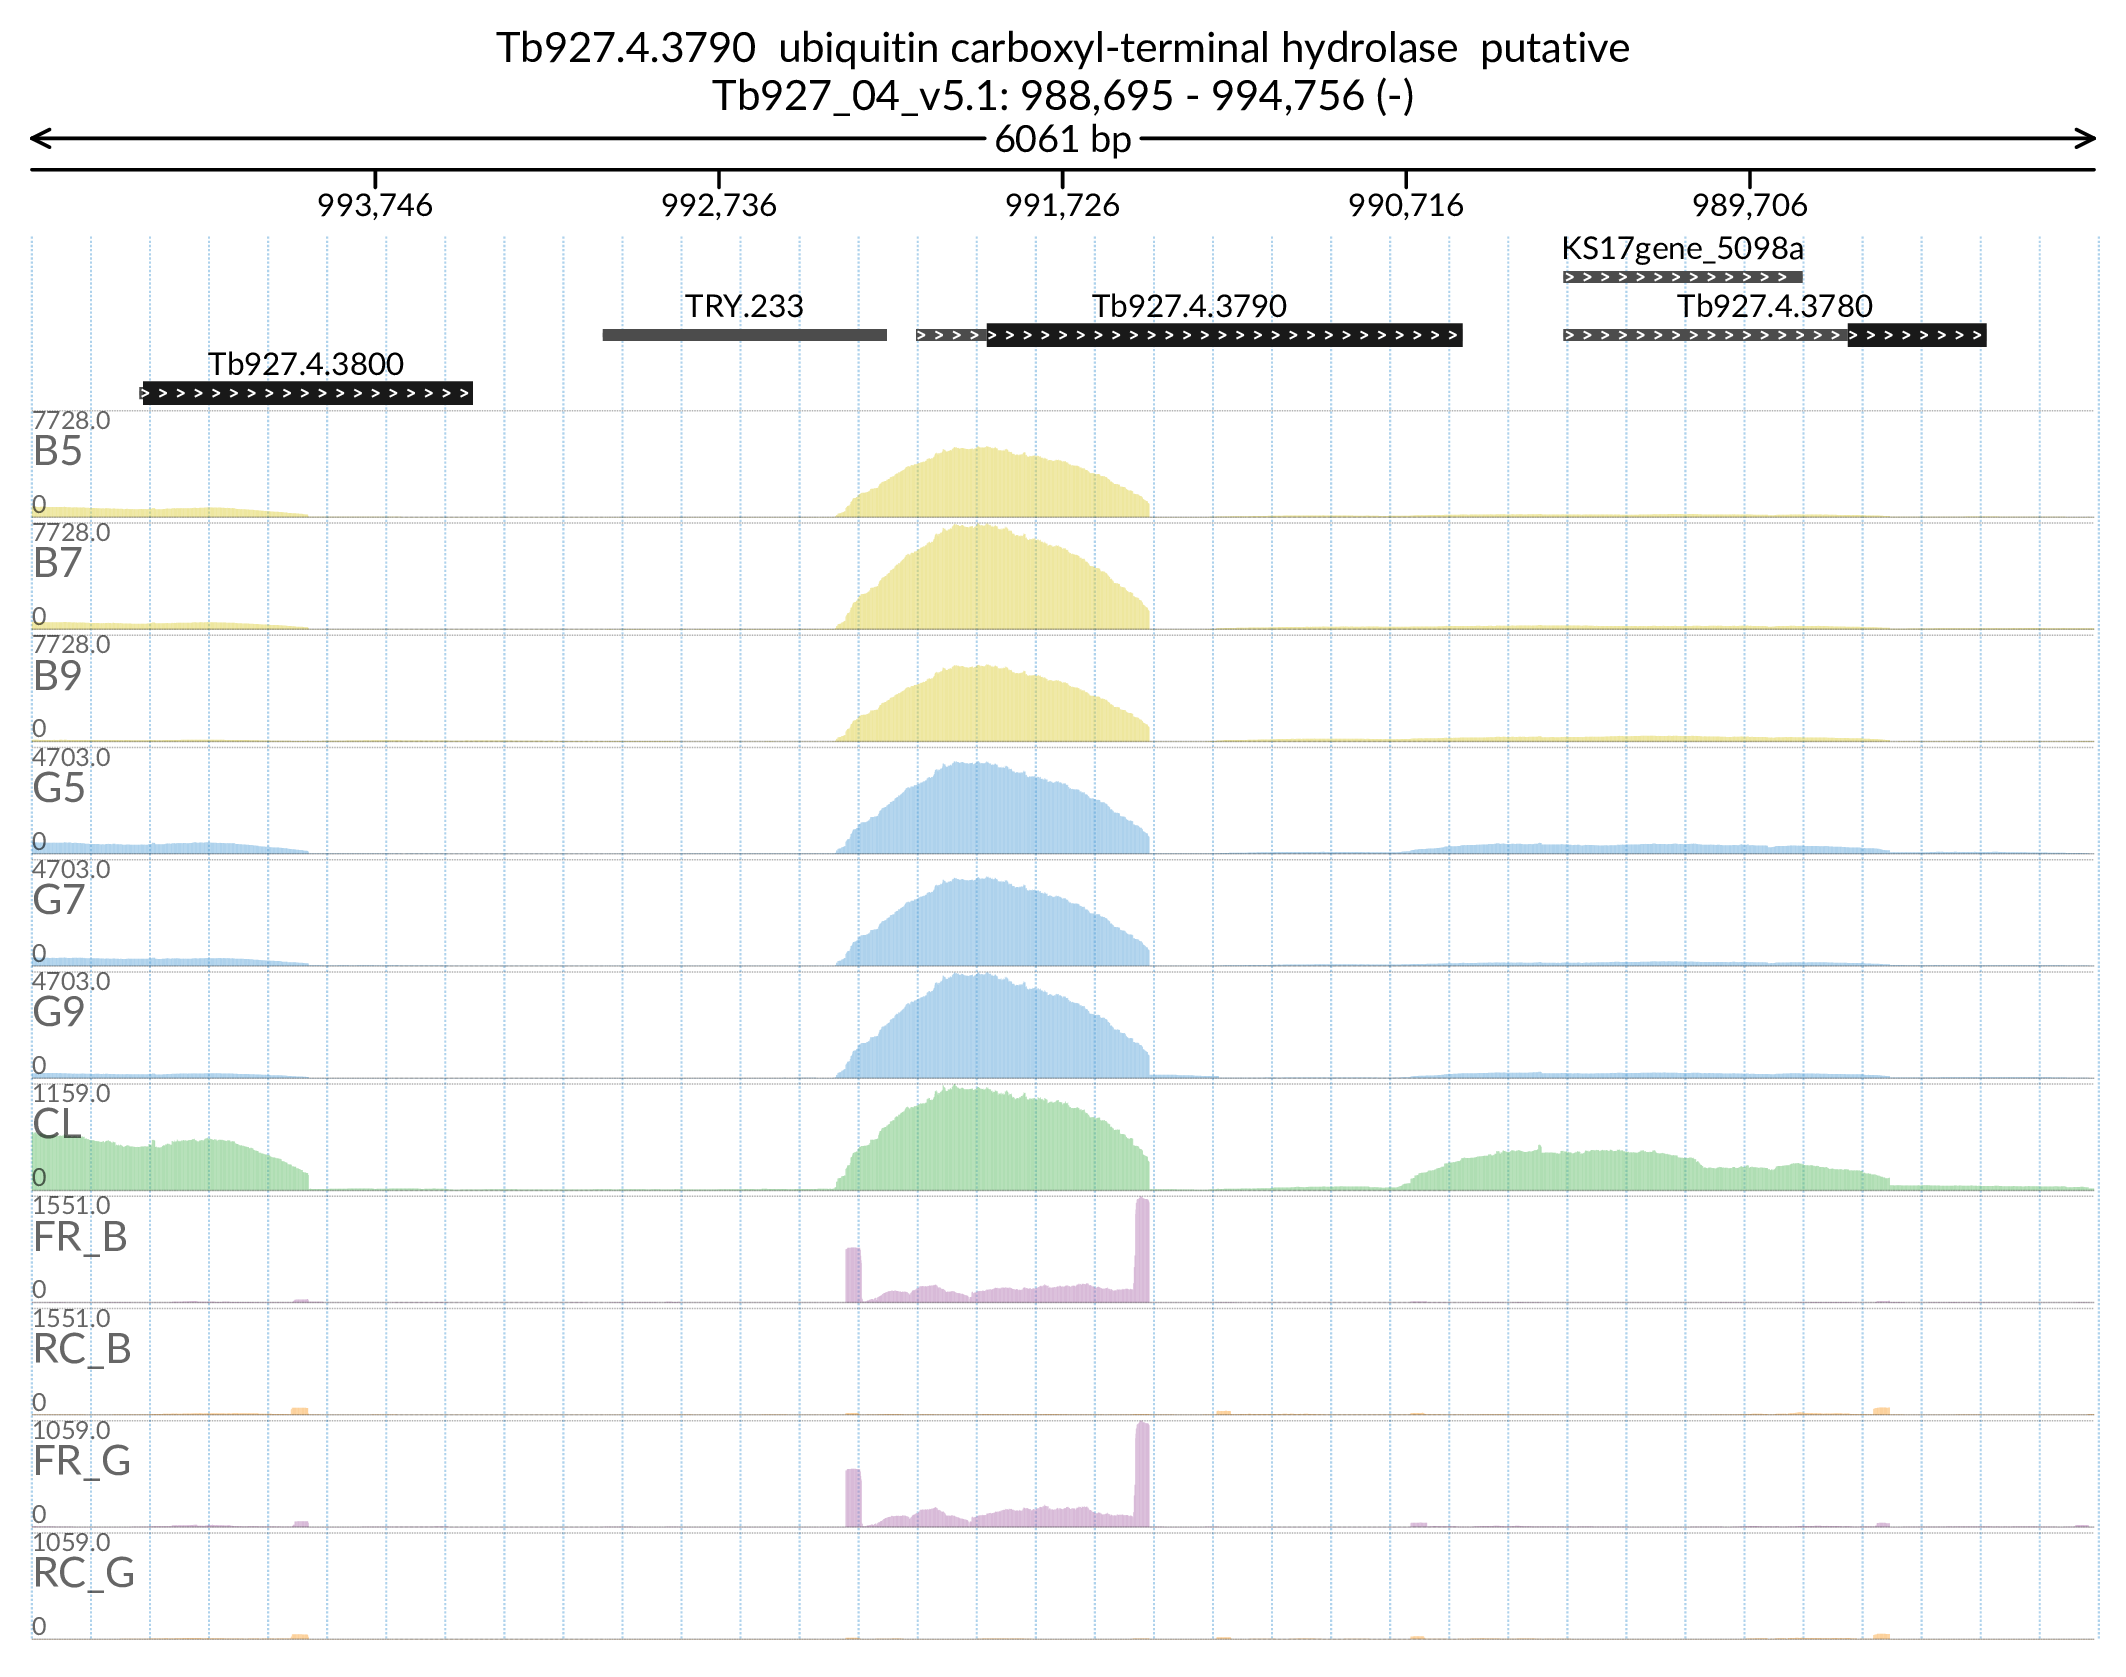 Tb927.4.3790 ubiquitin carboxyl-terminal hydrolase putative
Tb927_04_v5.1: 988,695 - 994,756 (-)
6061 bp
993,746 992,736 991,726 990,716 989,706
KS17gene_5098a
TRY.233 Tb927.4.3790 Tb927.4.3780
Tb927.4.3800
7728.0
B5
0
7728.0
B7
0
7728.0
B9
0
4703.0
G5
0
4703.0
G7
0
4703.0
G9
0
1159.0
CL
0
1551.0
FR_B
0
1551.0
RC_B
0
1059.0
FR_G
0
1059.0
RC_G
0